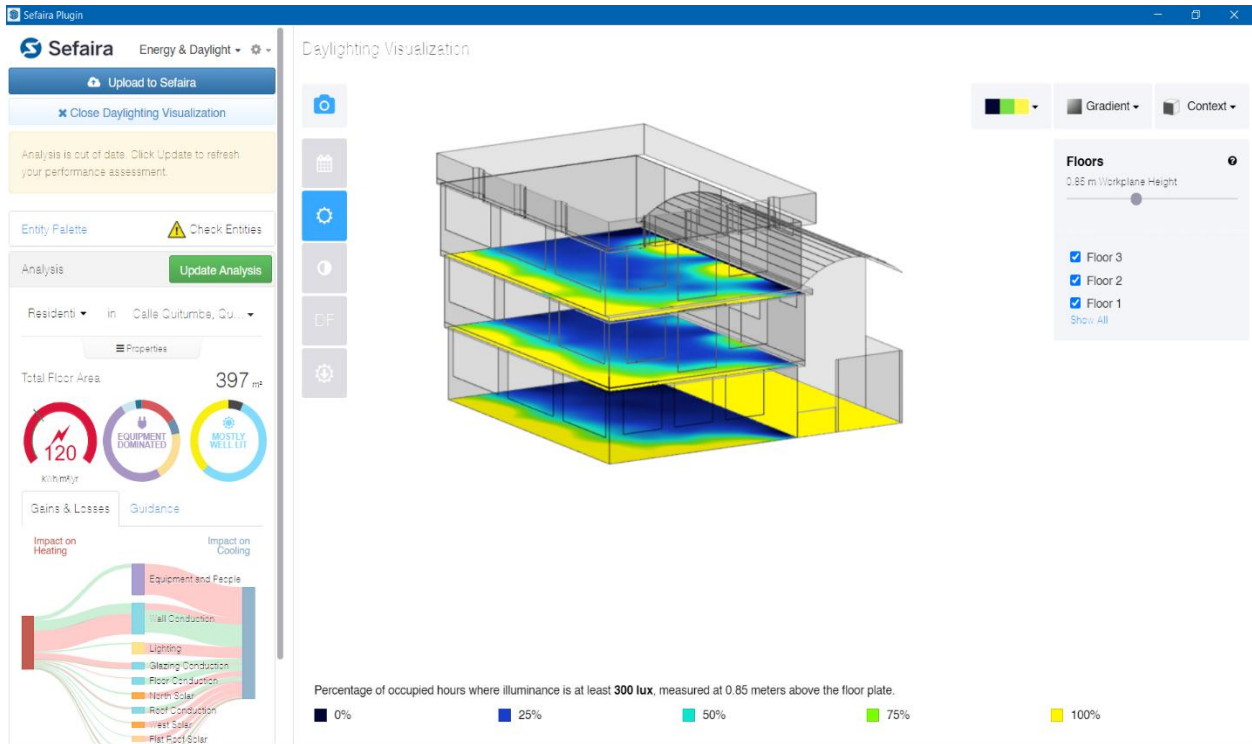 Sefaira Plugin
Sefaira
Energy & Daylight
Upload to Sefaira
Close Daylighting Visualization
Analysis is out of date. Click Update to refresh
your performance assessment.
Entity Palette
Check Entities
Analysis
Update Analysis
Residenti
in
Calle Quitumbe, Qu...
Properties
Total Floor Area
397 m²
120
kWh/m²/yr
EQUIPMENT
DOMINATED
MOSTLY
WELL LIT
Gains & Losses
Guidance
Impact on
Heating
Impact on
Cooling
Equipment and People
Wall Conduction
Lighting
Glazing Conduction
Floor Conduction
North Solar
Roof Conduction
West Solar
Flat Roof Solar
Daylighting Visualization
DF
Gradient
Context
Floors
0.85 m Workplane Height
Floor 3
Floor 2
Floor 1
Show All
Percentage of occupied hours where illuminance is at least 300 lux, measured at 0.85 meters above the floor plate.
0%
25%
50%
75%
100%